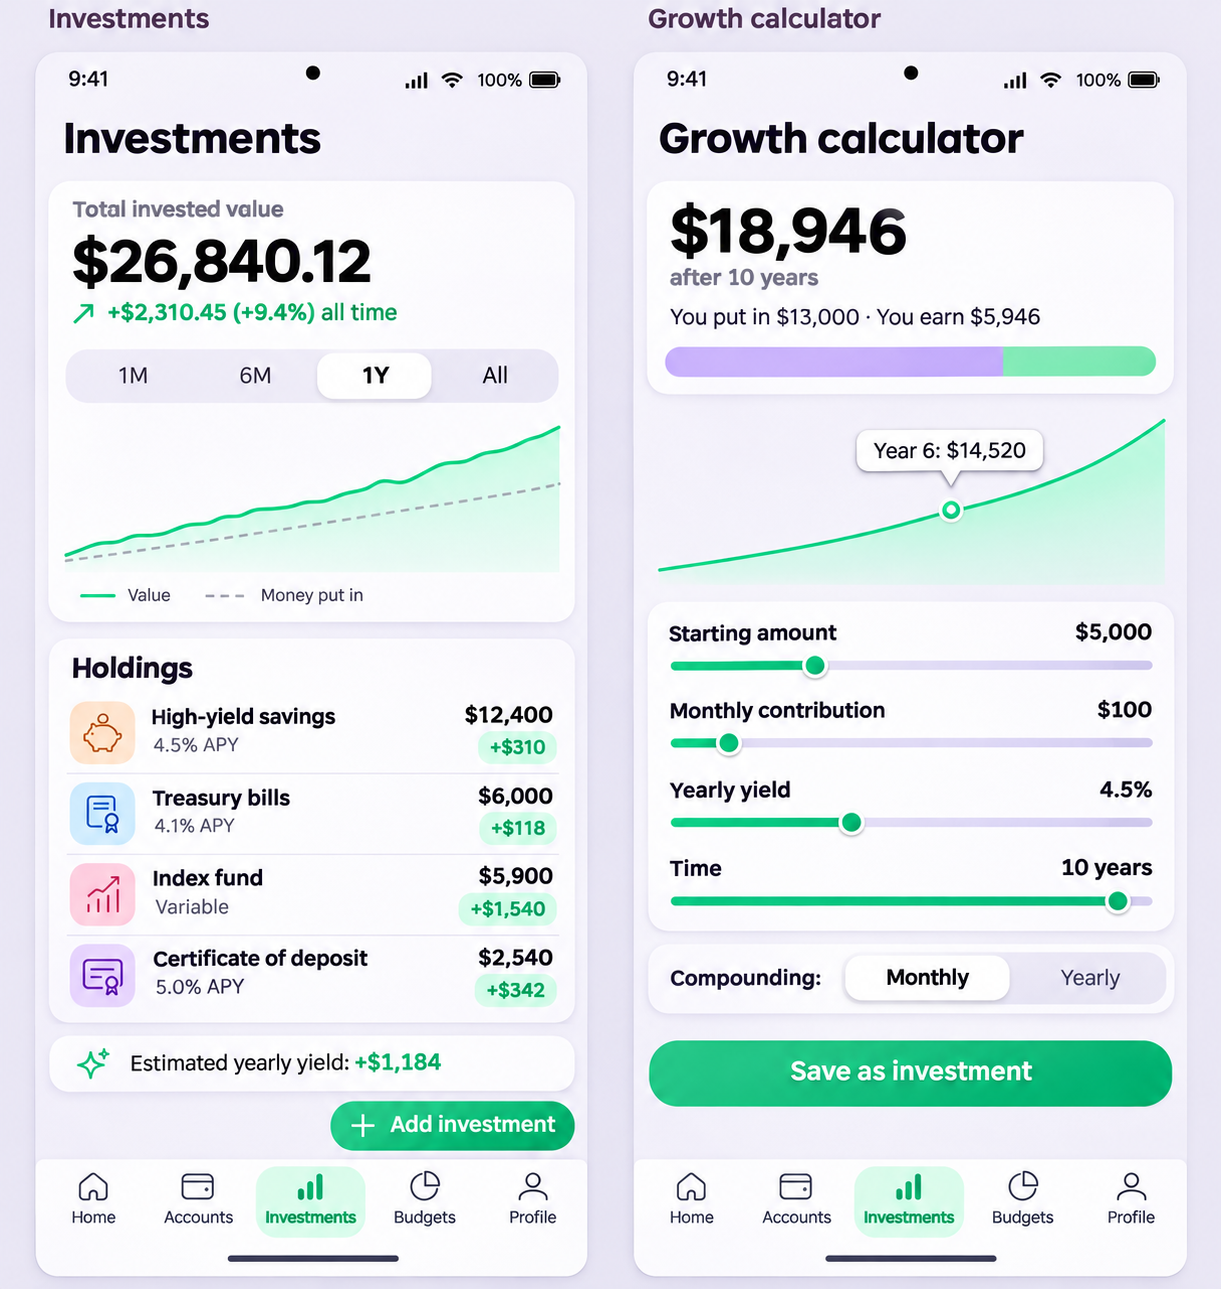 Investments
9:41
100%
Investments
Total invested value
$26,840.12
+$2,310.45 (+9.4%) all time
1M 6M 1Y All
Value Money put in
Holdings
High-yield savings $12,400
4.5% APY +$310
Treasury bills $6,000
4.1% APY +$118
Index fund $5,900
Variable +$1,540
Certificate of deposit $2,540
5.0% APY +$342
Estimated yearly yield: +$1,184
Add investment
Home Accounts Investments Budgets Profile
Growth calculator
9:41
100%
Growth calculator
$18,946
after 10 years
You put in $13,000 · You earn $5,946
Year 6: $14,520
Starting amount $5,000
Monthly contribution $100
Yearly yield 4.5%
Time 10 years
Compounding: Monthly Yearly
Save as investment
Home Accounts Investments Budgets Profile